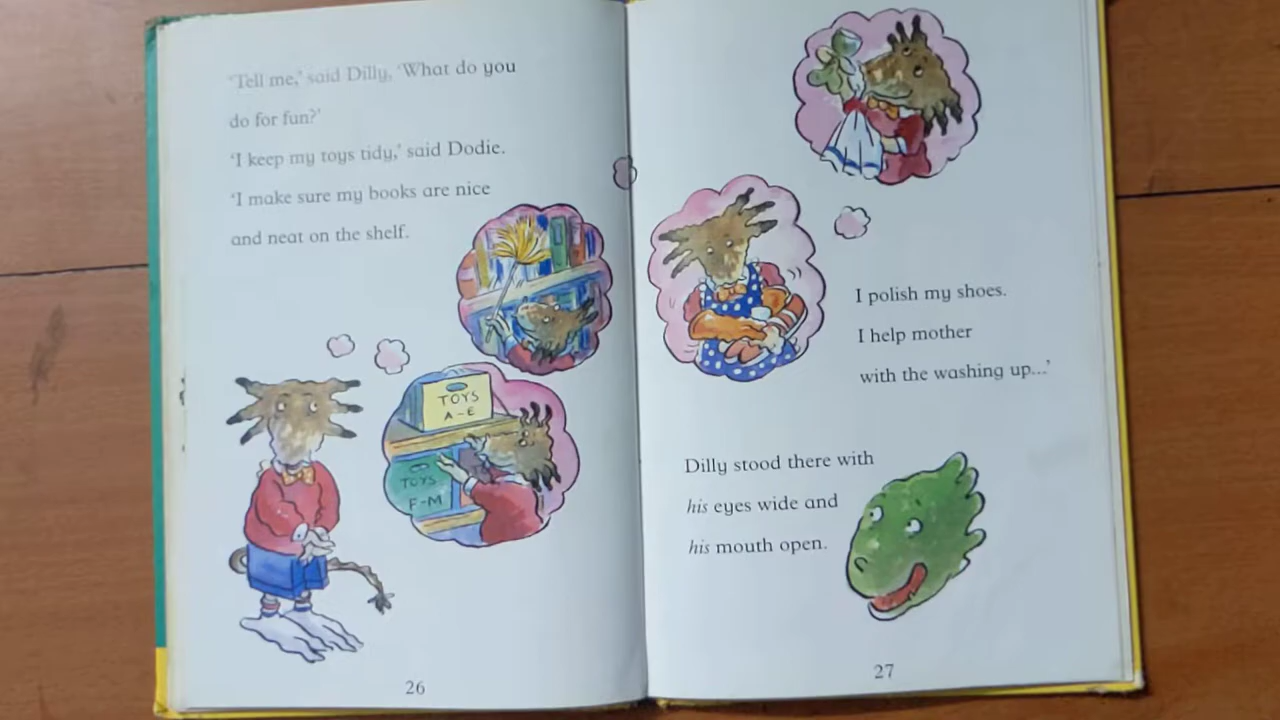 ‘Tell me,’ said Dilly, ‘What do you
do for fun?’
‘I keep my toys tidy,’ said Dodie.
‘I make sure my books are nice
and neat on the shelf.
TOYS
A-E
TOYS
F-M
26
I polish my shoes.
I help mother
with the washing up...’
Dilly stood there with
his eyes wide and
his mouth open.
27